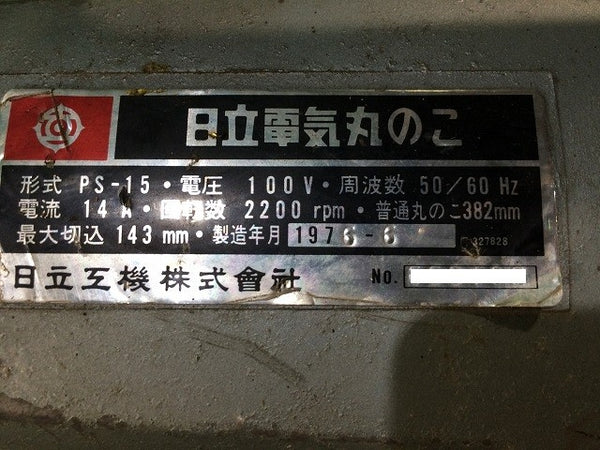 日立電気丸のこ
形式 PS-15・電圧 100V・周波数 50/60 Hz
電流 14 A・回転数 2200 rpm・普通丸のこ382mm
最大切込 143 mm・製造年月 1976-6 327828
日立工機株式會社 No.